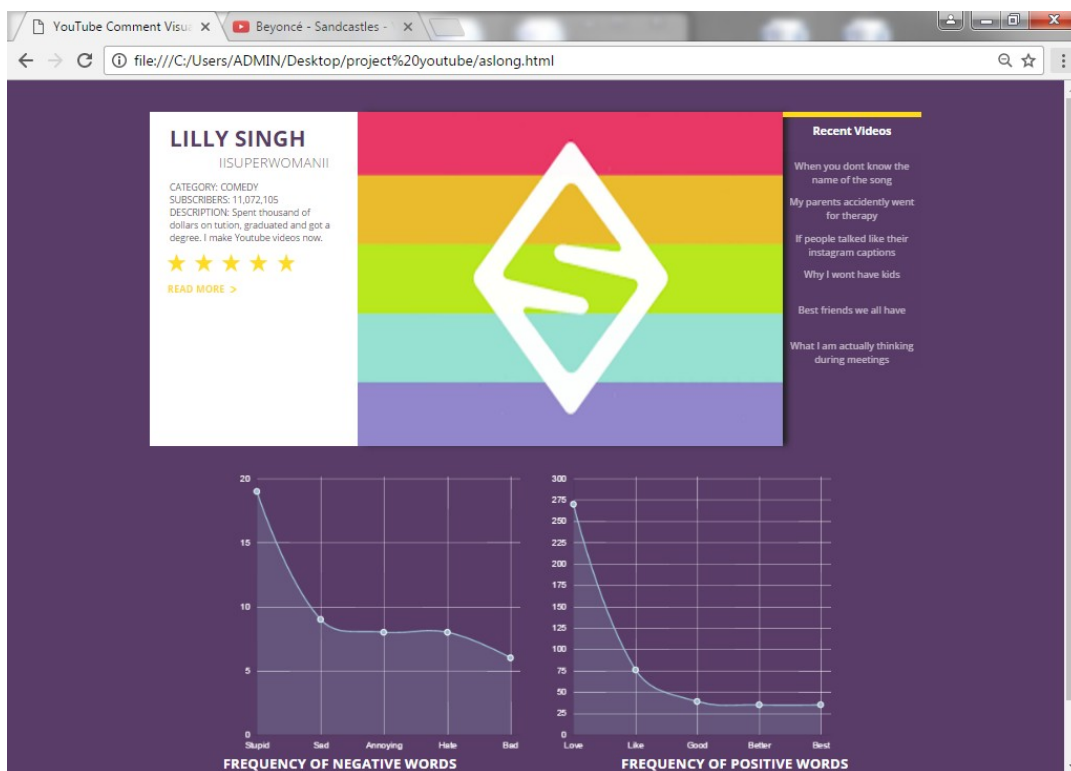 YouTube Comment Visu
Beyoncé - Sandcastles -
file:///C:/Users/ADMIN/Desktop/project%20youtube/aslong.html
LILLY SINGH
IISUPERWOMANII
CATEGORY: COMEDY
SUBSCRIBERS: 11,072,105
DESCRIPTION: Spent thousand of
dollars on tution, graduated and got a
degree. I make Youtube videos now.
READ MORE >
Recent Videos
When you dont know the
name of the song
My parents accidently went
for therapy
If people talked like their
instagram captions
Why I wont have kids
Best friends we all have
What I am actually thinking
during meetings
20
15
10
5
0
Stupid Sad Annoying Hate Bad
FREQUENCY OF NEGATIVE WORDS
300
275
250
225
200
175
150
125
100
75
50
25
0
Love Like Good Better Best
FREQUENCY OF POSITIVE WORDS